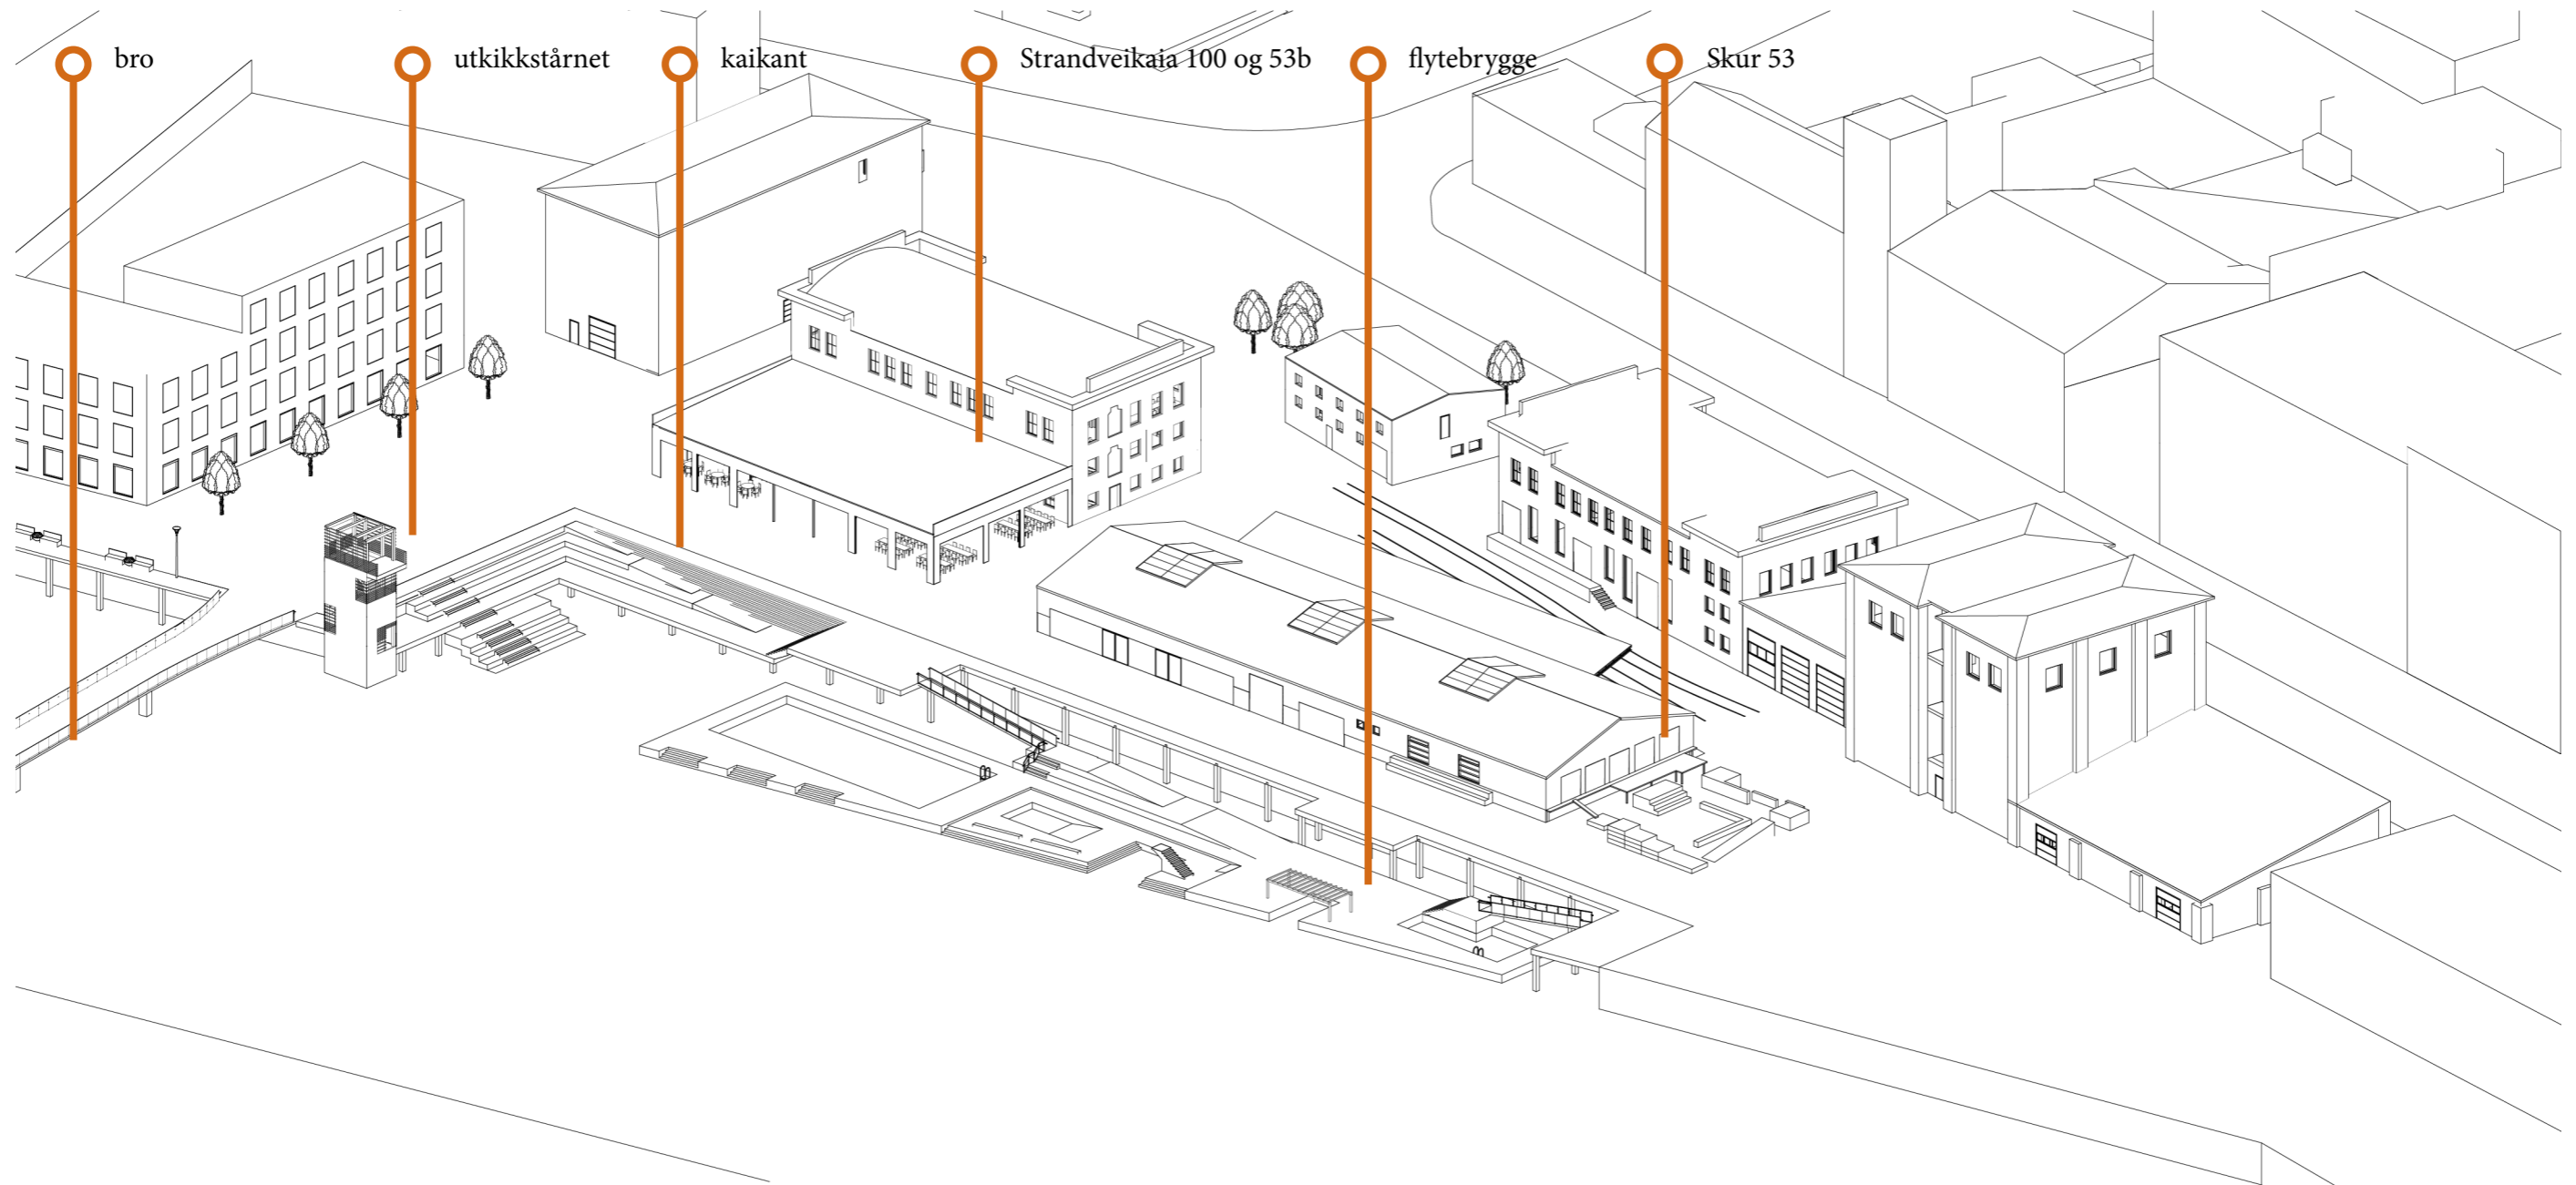 bro
utkikkstårnet
kaikant
Strandveikaia 100 og 53b
flytebrygge
Skur 53